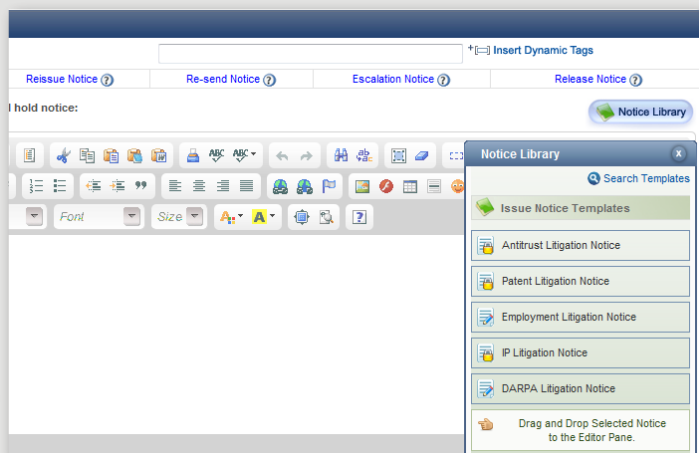 Insert Dynamic Tags
Reissue Notice
Re-send Notice
Escalation Notice
Release Notice
l hold notice:
Notice Library
ABC ABC
Font
Size
A A
Notice Library x
Search Templates
Issue Notice Templates
Antitrust Litigation Notice
Patent Litigation Notice
Employment Litigation Notice
IP Litigation Notice
DARPA Litigation Notice
Drag and Drop Selected Notice
to the Editor Pane.